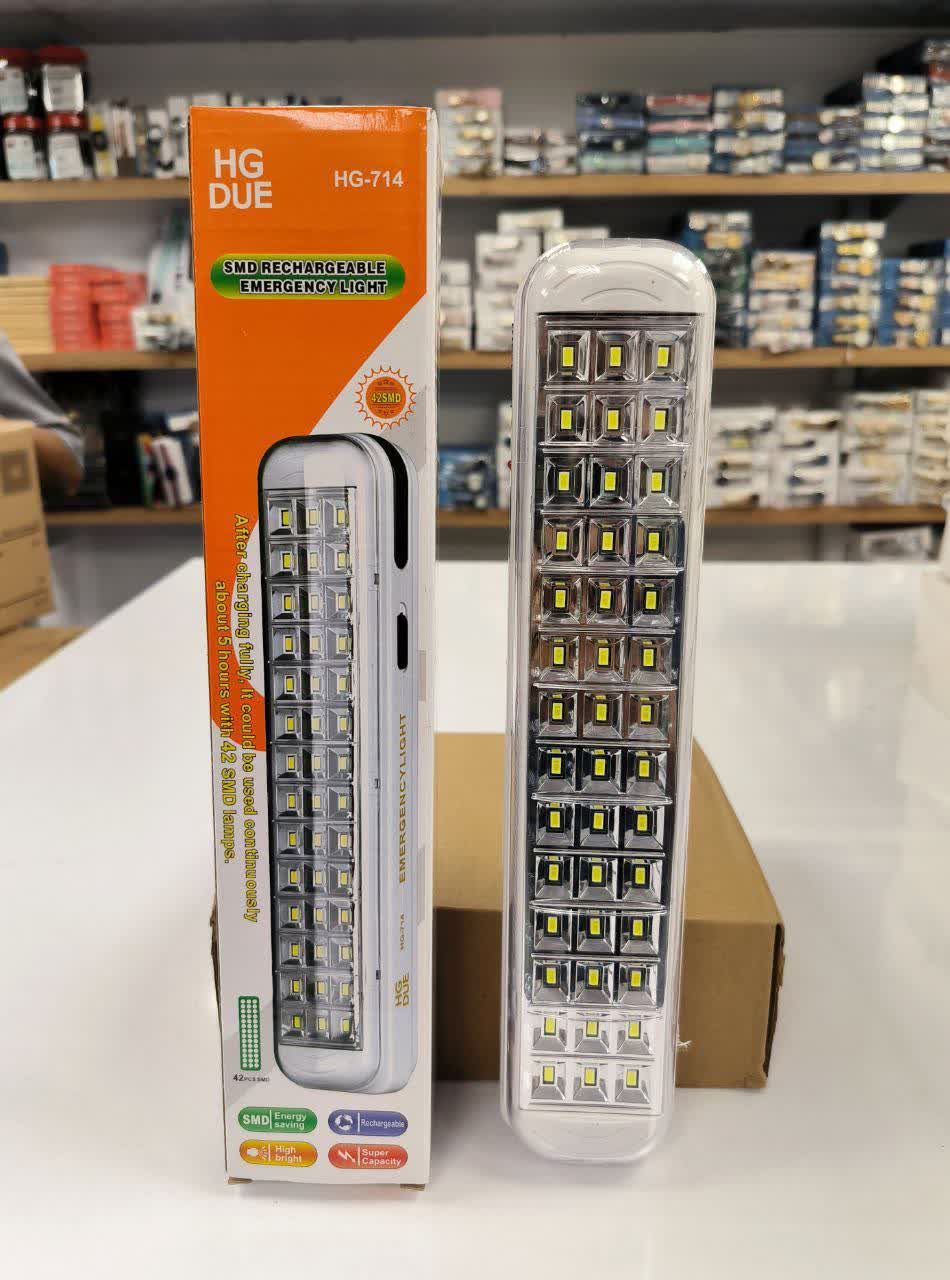 HG
DUE
HG-714
SMD RECHARGEABLE
EMERGENCY LIGHT
42SMD
After charging fully. It could be used continuously
about 5 hours with 42 SMD lamps.
EMERGENCYLIGHT
HG-714
HG
DUE
42PCS SMD
SMD
Energy
saving
Rechargeable
High
bright
Super
Capacity